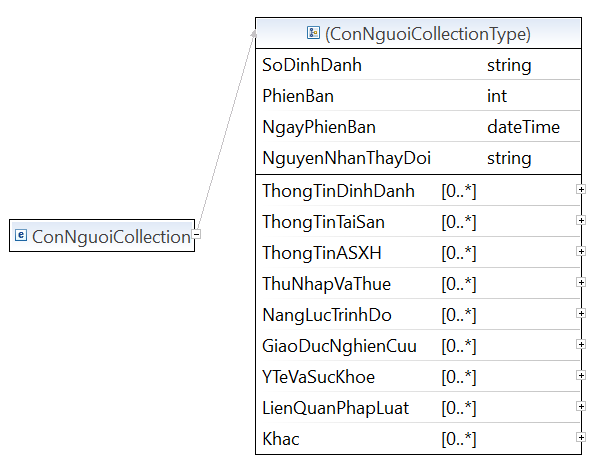 (ConNguoiCollectionType)
SoDinhDanh string
PhienBan int
NgayPhienBan dateTime
NguyenNhanThayDoi string
ThongTinDinhDanh [0..*]
ThongTinTaiSan [0..*]
e ConNguoiCollection
ThongTinASXH [0..*]
ThuNhapVaThue [0..*]
NangLucTrinhDo [0..*]
GiaoDucNghienCuu [0..*]
YTeVaSucKhoe [0..*]
LienQuanPhapLuat [0..*]
Khac [0..*]